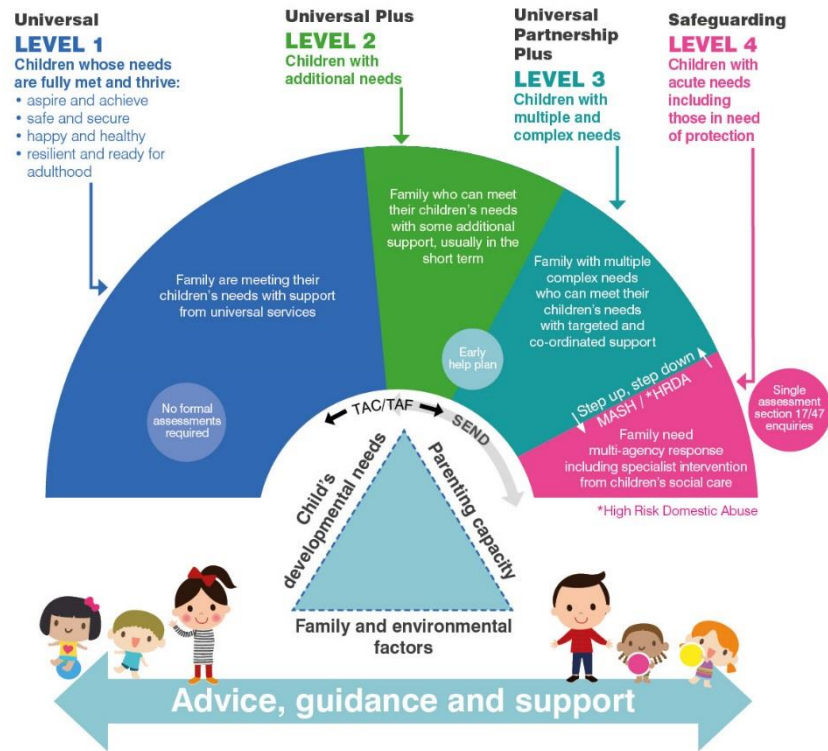 Universal
LEVEL 1
Children whose needs
are fully met and thrive:
• aspire and achieve
• safe and secure
• happy and healthy
• resilient and ready for
adulthood
Universal Plus
LEVEL 2
Children with
additional needs
Universal
Partnership
Plus
LEVEL 3
Children with
multiple and
complex needs
Safeguarding
LEVEL 4
Children with
acute needs
including
those in need
of protection
Family are meeting their
children's needs with support
from universal services
No formal
assessments
required
Family who can meet
their children's needs
with some additional
support, usually in the
short term
Early
help plan
Family with multiple
complex needs
who can meet their
children's needs
with targeted and
co-ordinated support
Step up, step down
MASH / *HRDA
Family need
multi-agency response
including specialist intervention
from children's social care
Single
assessment
section 17/47
enquiries
*High Risk Domestic Abuse
TAC/TAF
SEND
Child's
developmental needs
Parenting capacity
Family and environmental
factors
Advice, guidance and support